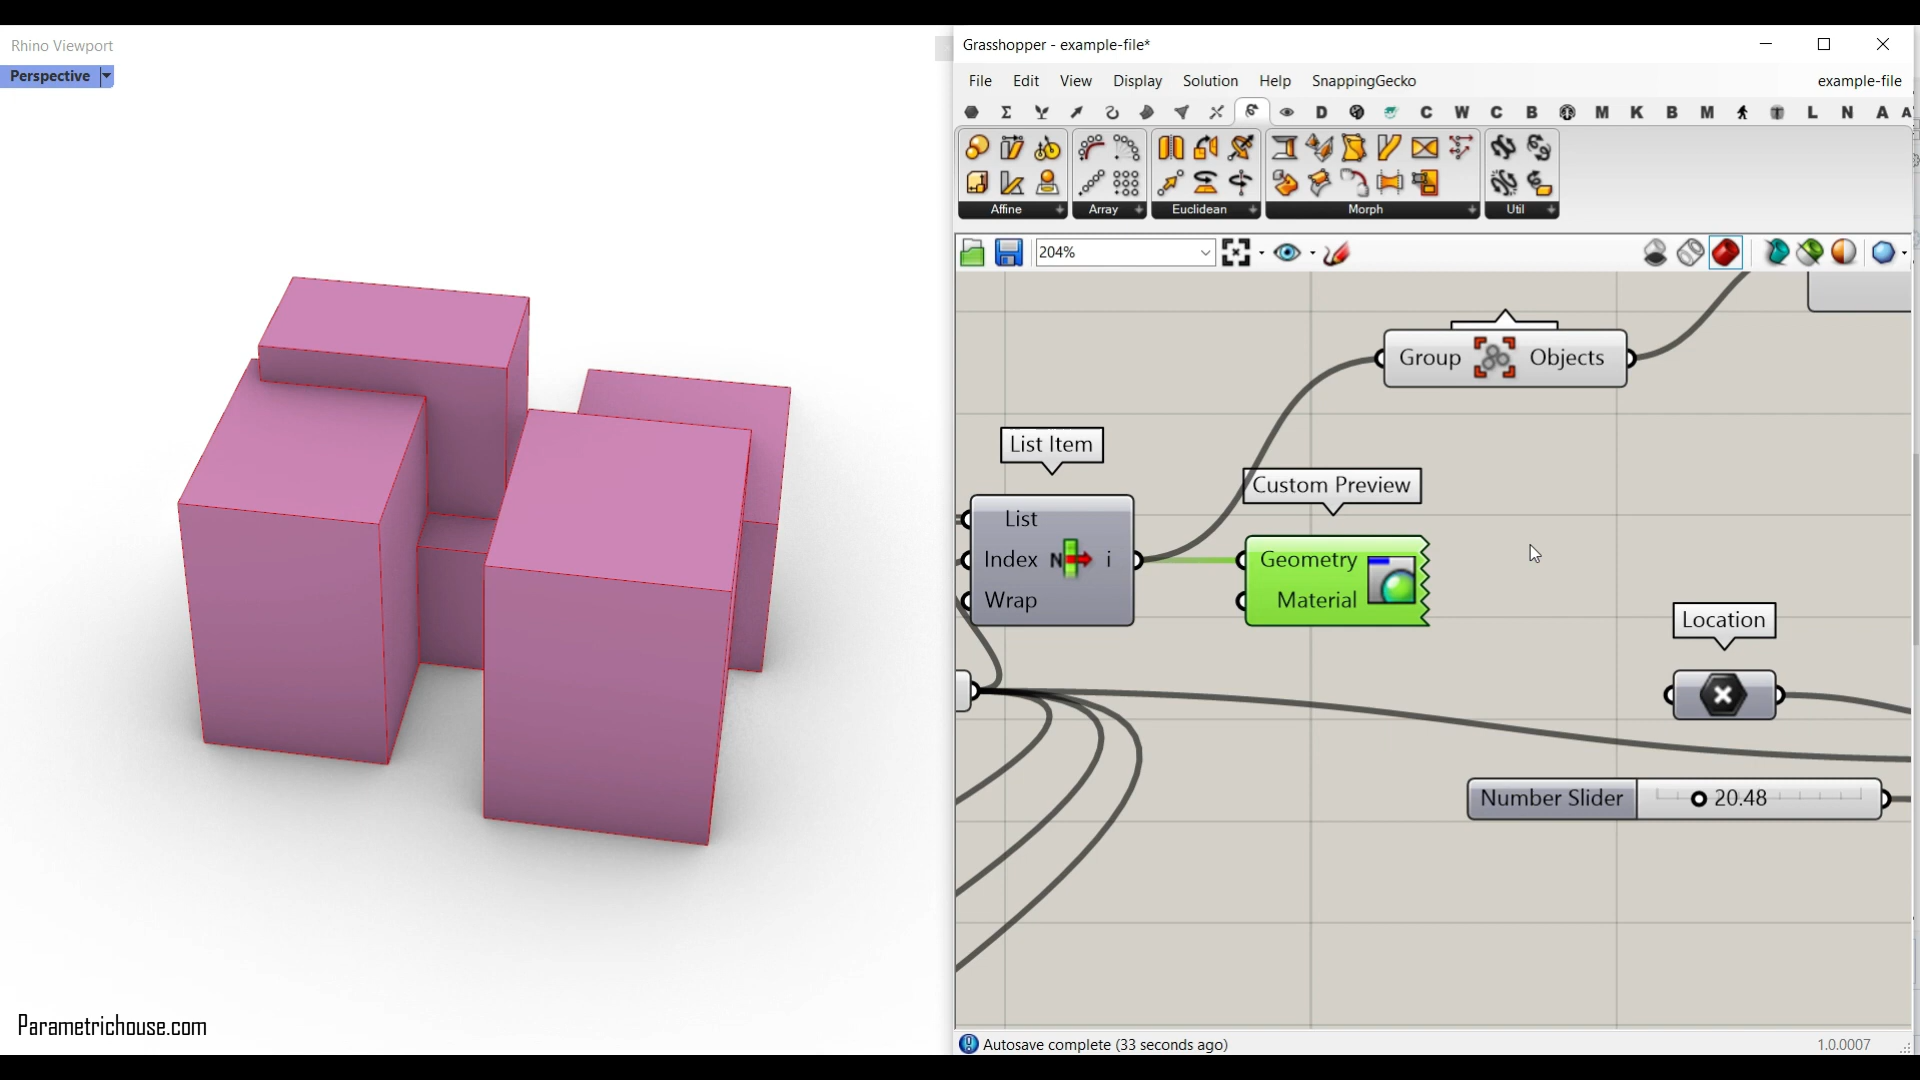 Rhino Viewport
Perspective
Grasshopper - example-file*
File Edit View Display Solution Help SnappingGecko example-file
D C W C B M K B M L N A A
Affine Array Euclidean Morph Util
204%
Group Objects
List Item
Custom Preview
List
Index N i
Wrap
Geometry
Material
Location
Number Slider 20.48
Parametrichouse.com
Autosave complete (33 seconds ago) 1.0.0007